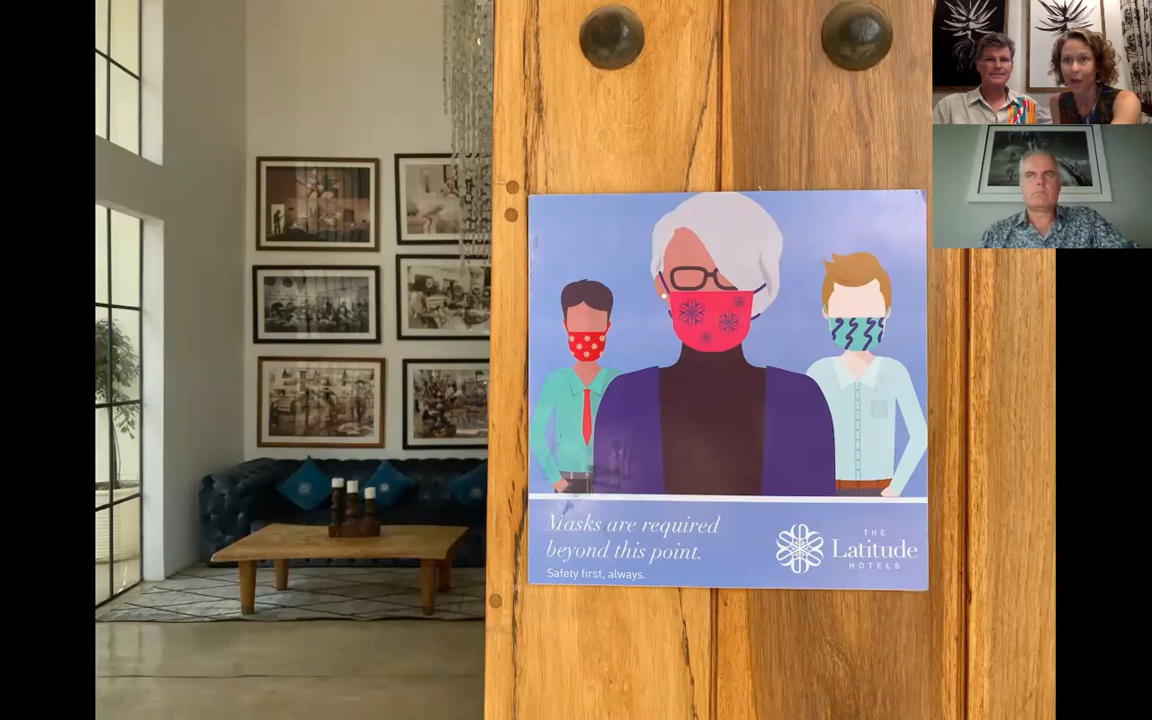 Masks are required
beyond this point.
Safety first, always.
THE
Latitude
HOTELS